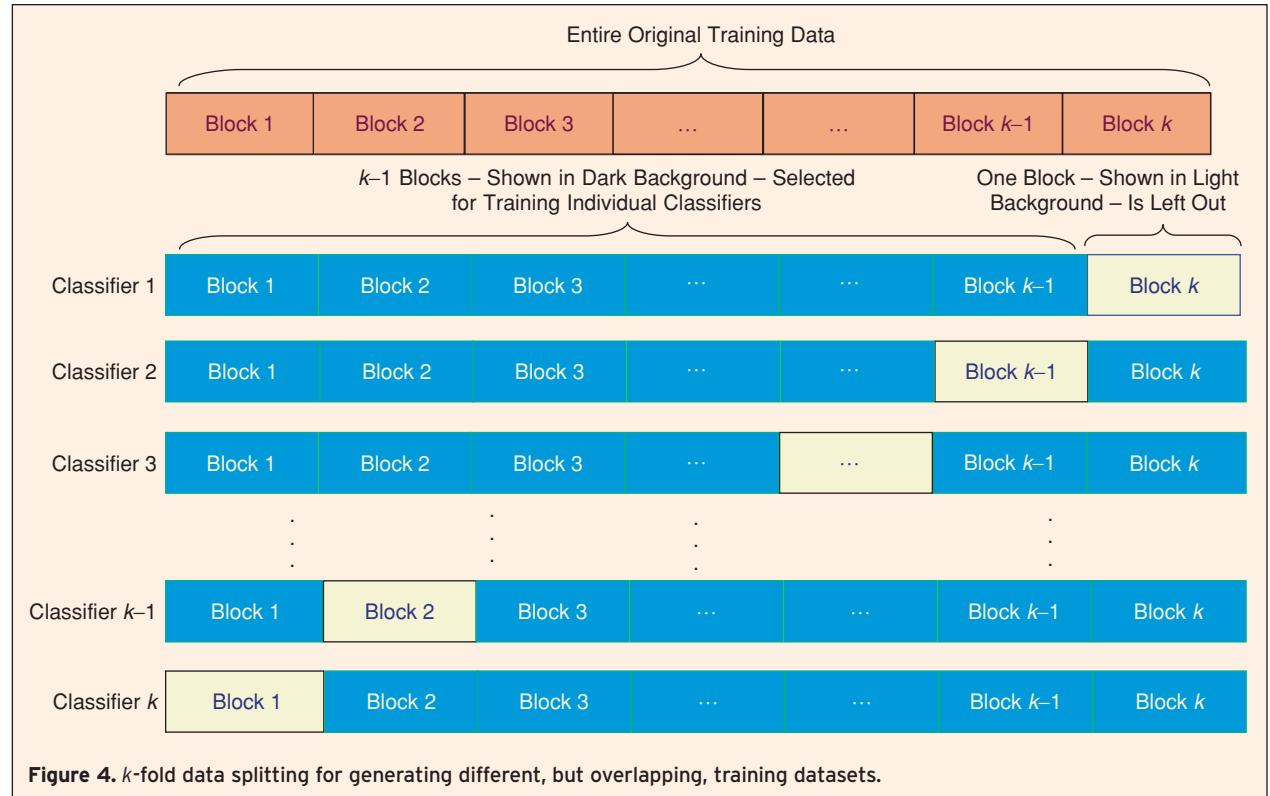 Entire Original Training Data
Block 1 Block 2 Block 3 ... ... Block k–1 Block k
k–1 Blocks – Shown in Dark Background – Selected
for Training Individual Classifiers
One Block – Shown in Light
Background – Is Left Out
Classifier 1 Block 1 Block 2 Block 3 ... ... Block k–1 Block k
Classifier 2 Block 1 Block 2 Block 3 ... ... Block k–1 Block k
Classifier 3 Block 1 Block 2 Block 3 ... ... Block k–1 Block k
Classifier k–1 Block 1 Block 2 Block 3 ... ... Block k–1 Block k
Classifier k Block 1 Block 2 Block 3 ... ... Block k–1 Block k
Figure 4. k-fold data splitting for generating different, but overlapping, training datasets.